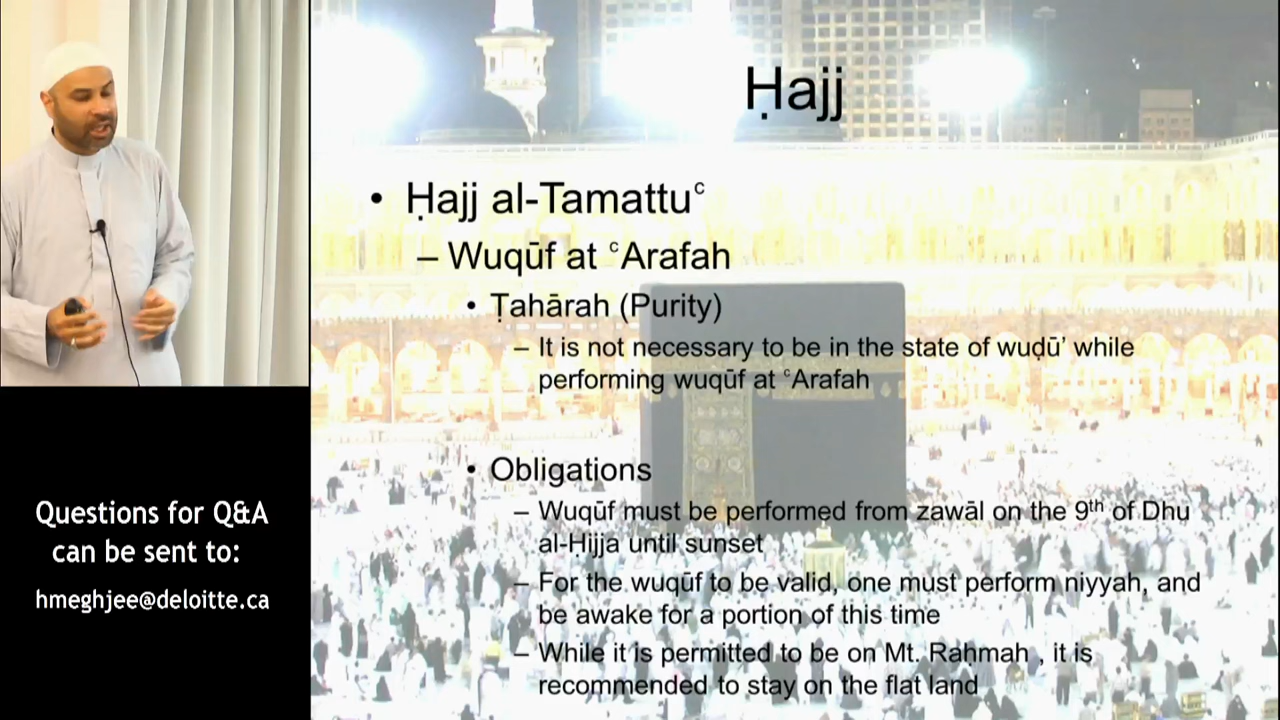 Ḥajj
• Ḥajj al-Tamattuᶜ
– Wuqūf at ᶜArafah
• Ṭahārah (Purity)
– It is not necessary to be in the state of wuḍū’ while
performing wuqūf at ᶜArafah
• Obligations
– Wuqūf must be performed from zawāl on the 9th of Dhu
al-Hijja until sunset
– For the wuqūf to be valid, one must perform niyyah, and
be awake for a portion of this time
– While it is permitted to be on Mt. Raḥmah , it is
recommended to stay on the flat land
Questions for Q&A
can be sent to:
hmeghjee@deloitte.ca